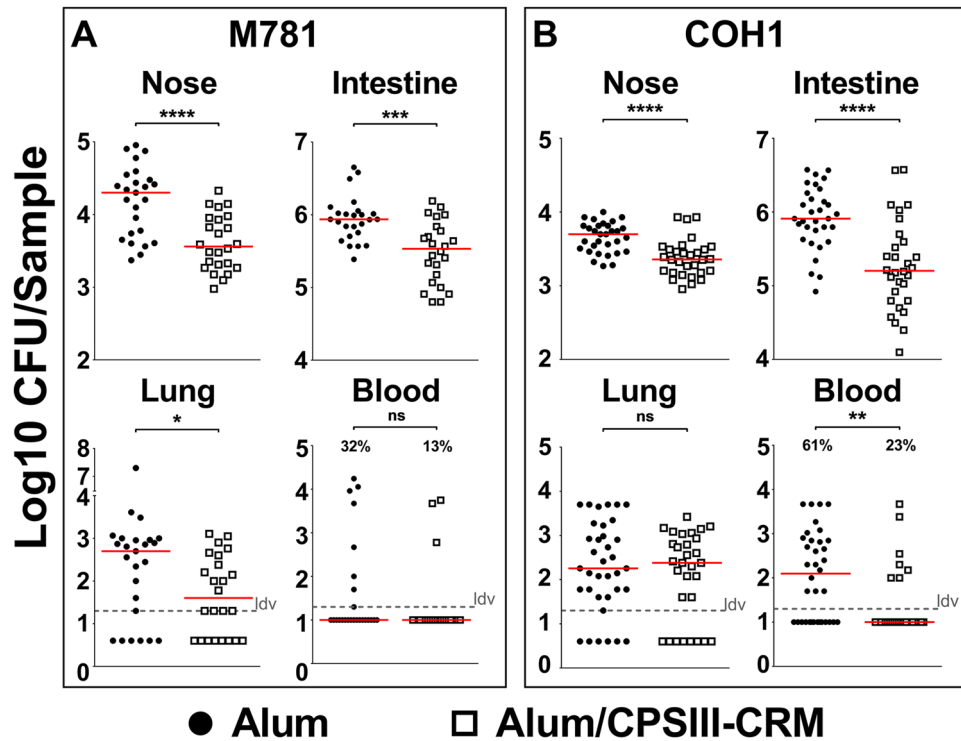 A M781
B COH1
Log10 CFU/Sample
Nose
****
5
4
3
2
Intestine
***
7
6
5
4
Nose
****
5
4
3
2
Intestine
****
7
6
5
4
Lung
*
8
7
4
3
2
1
0
ldv
Blood
ns
32% 13%
5
4
3
2
1
0
ldv
Lung
ns
5
4
3
2
1
0
Blood
**
61% 23%
5
4
3
2
1
0
ldv
Alum Alum/CPSIII-CRM